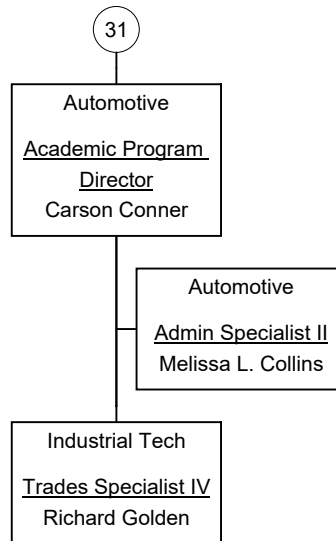 31
Automotive
Academic Program
Director
Carson Conner
Automotive
Admin Specialist II
Melissa L. Collins
Industrial Tech
Trades Specialist IV
Richard Golden